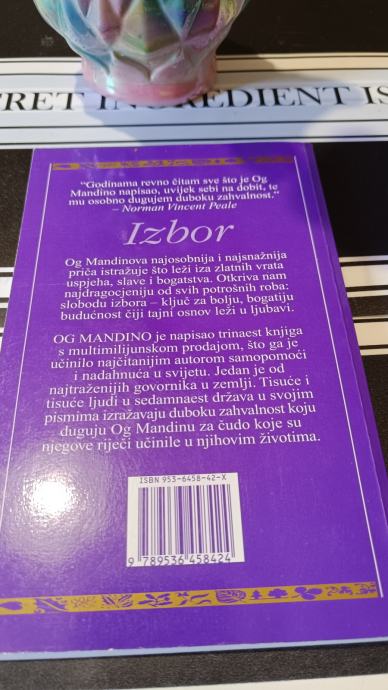 RET INGREDIENT IS
“Godinama revno čitam sve što je Og
Mandino napisao, uvijek sebi na dobit, te
mu osobno dugujem duboku zahvalnost.”
– Norman Vincent Peale
Izbor
Og Mandinova najosobnija i najsnažnija
priča istražuje što leži iza zlatnih vrata
uspjeha, slave i bogatstva. Otkriva nam
najdragocjeniju od svih potrošnih roba:
slobodu izbora – ključ za bolju, bogatiju
budućnost čiji tajni osnov leži u ljubavi.
OG MANDINO je napisao trinaest knjiga
s multimilijunskom prodajom, što ga je
učinilo najčitanijim autorom samopomoći
i nadahnuća u svijetu. Jedan je od
najtraženijih govornika u zemlji. Tisuće i
tisuće ljudi u sedamnaest država u svojim
pismima izražavaju duboku zahvalnost koju
duguju Og Mandinu za čudo koje su
njegove riječi učinile u njihovim životima.
ISBN 953-6458-42-X
9 789536 458424